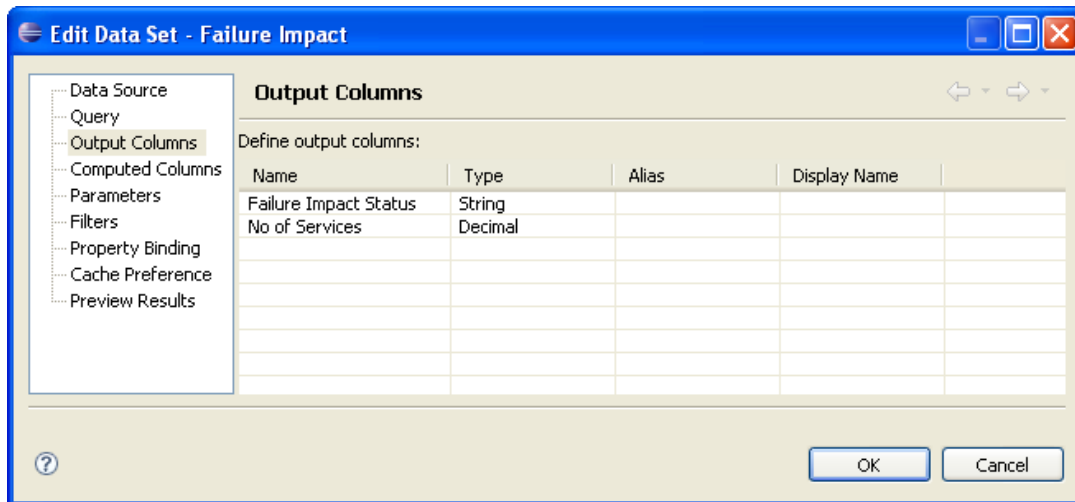 Edit Data Set - Failure Impact
Data Source
Query
Output Columns
Computed Columns
Parameters
Filters
Property Binding
Cache Preference
Preview Results
Output Columns
Define output columns:
Name Type Alias Display Name
Failure Impact Status String
No of Services Decimal
?
OK Cancel